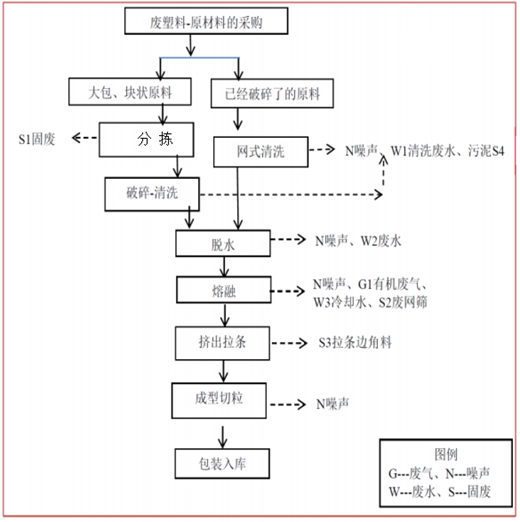 废塑料-原材料的采购
大包、块状原料
已经破碎了的原料
S1固废
分 拣
网式清洗
N噪声、W1清洗废水、污泥S4
破碎-清洗
脱水
N噪声、W2废水
熔融
N噪声、G1有机废气、
W3冷却水、S2废网筛
挤出拉条
S3拉条边角料
成型切粒
N噪声
包装入库
图例
G---废气、N---噪声
W---废水、S---固废